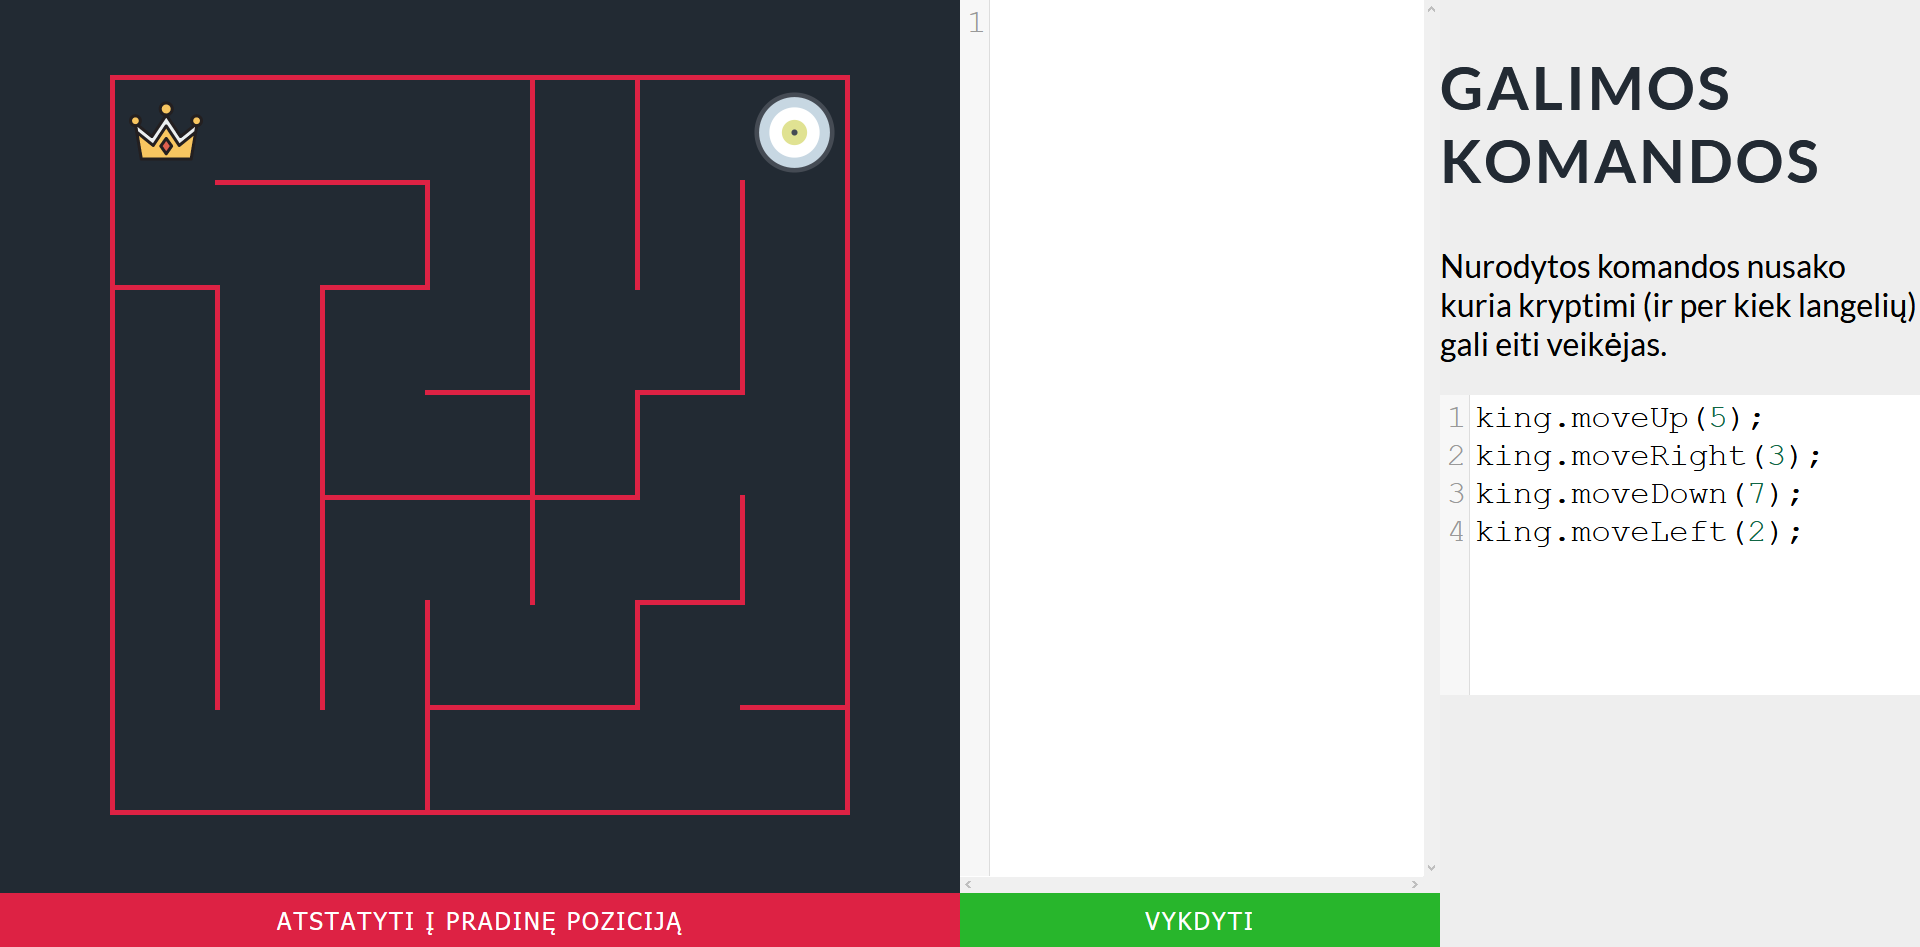 1
GALIMOS
KOMANDOS
Nurodytos komandos nusako
kuria kryptimi (ir per kiek langelių)
gali eiti veikėjas.
1 king.moveUp(5);
2 king.moveRight(3);
3 king.moveDown(7);
4 king.moveLeft(2);
ATSTATYTI Į PRADINĘ POZICIJĄ
VYKDYTI